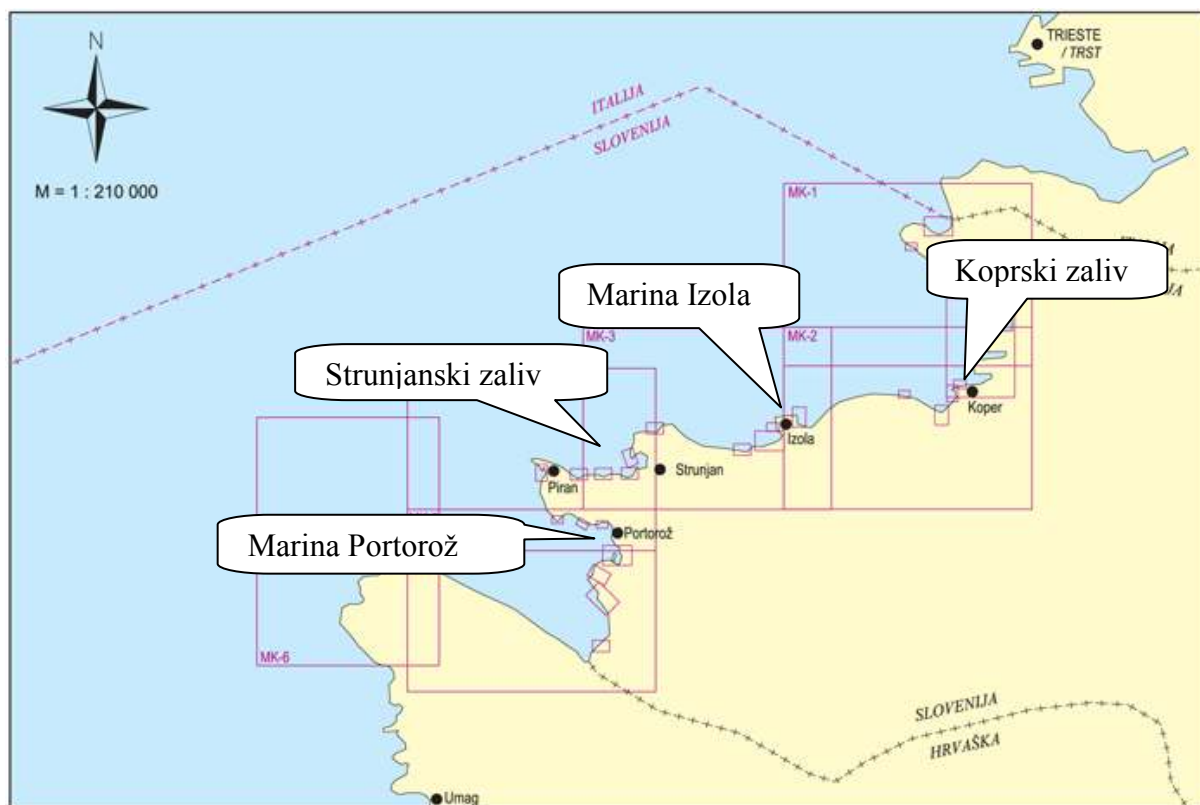 N
TRIESTE
/ TRST
ITALIJA
SLOVENIJA
M = 1 : 210 000
MK-1
Koprski zaliv
Marina Izola
MK-3
MK-2
Strunjanski zaliv
Koper
Izola
Strunjan
Piran
Portorož
Marina Portorož
MK-6
SLOVENIJA
HRVAŠKA
Umag